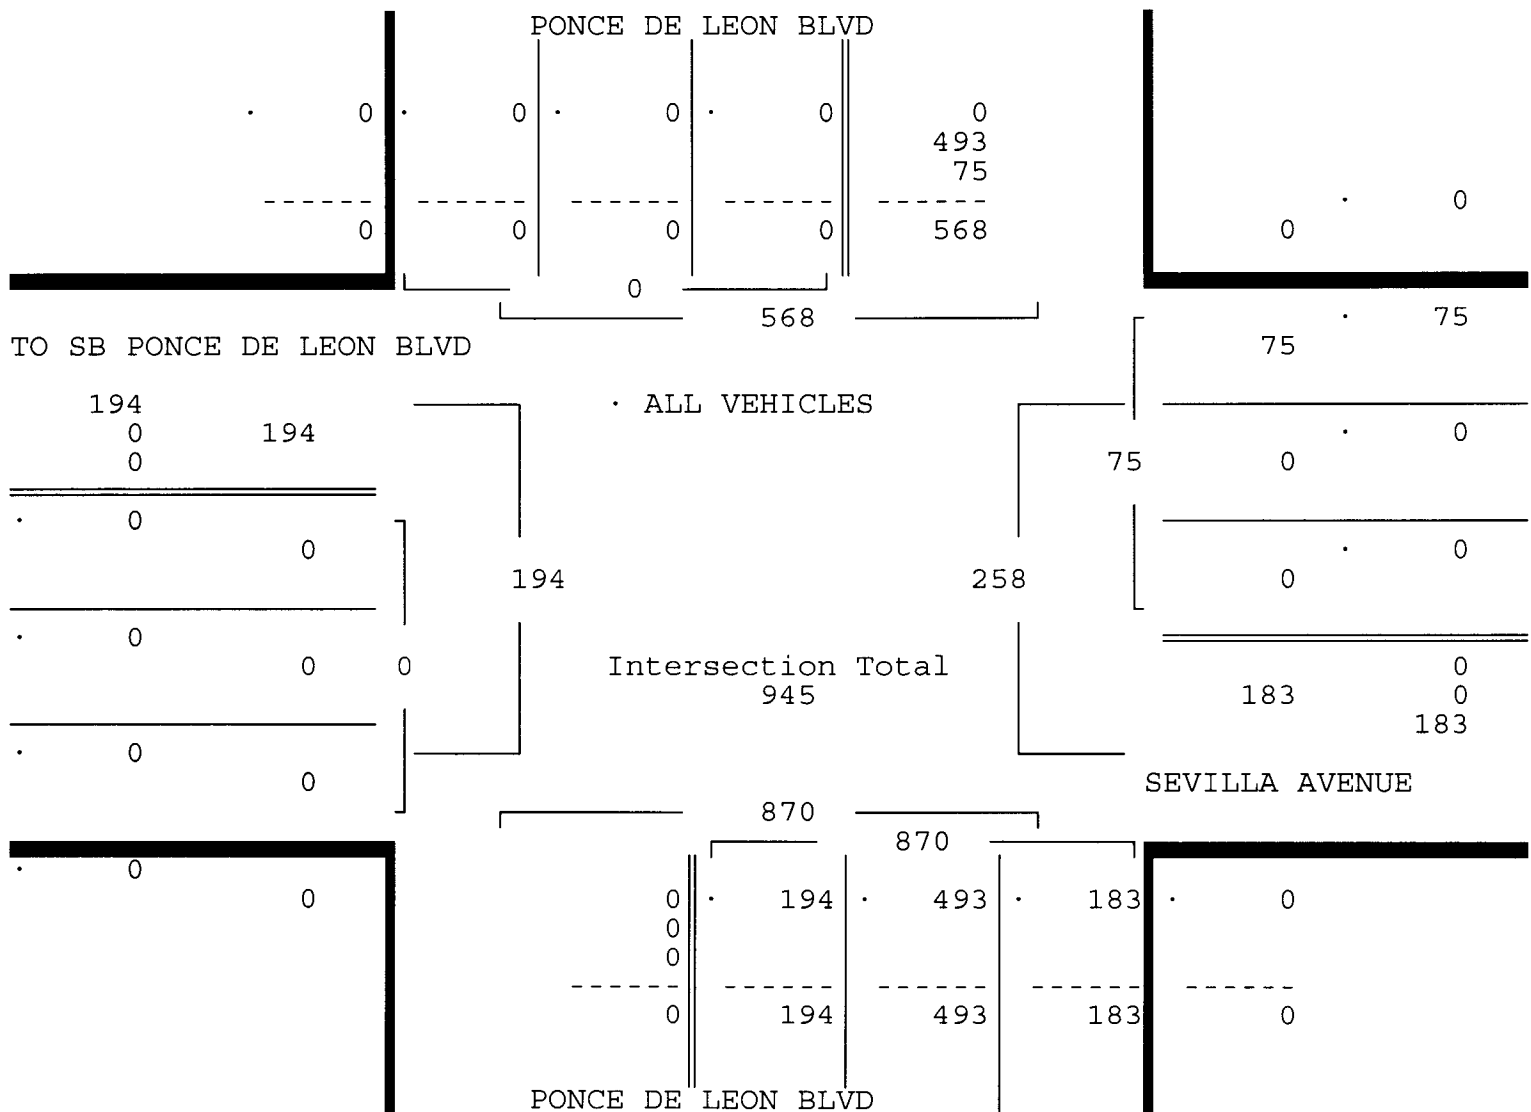 PONCE DE LEON BLVD
· 0 · 0 · 0 · 0 0
493
75
------ ------ ------ ------ ------ · 0
0 0 0 0 568 0
0
568 · 75
TO SB PONCE DE LEON BLVD 75
194 · ALL VEHICLES
0 194 · 0
0 75 0
· 0
0 · 0
194 258 0
· 0
0 0 Intersection Total 0
945 183 0
183
· 0
0 SEVILLA AVENUE
870
870
· 0
0 0 · 194 · 493 · 183 · 0
0
0
------ ------ ------ ------ ------
0 194 493 183 0
PONCE DE LEON BLVD